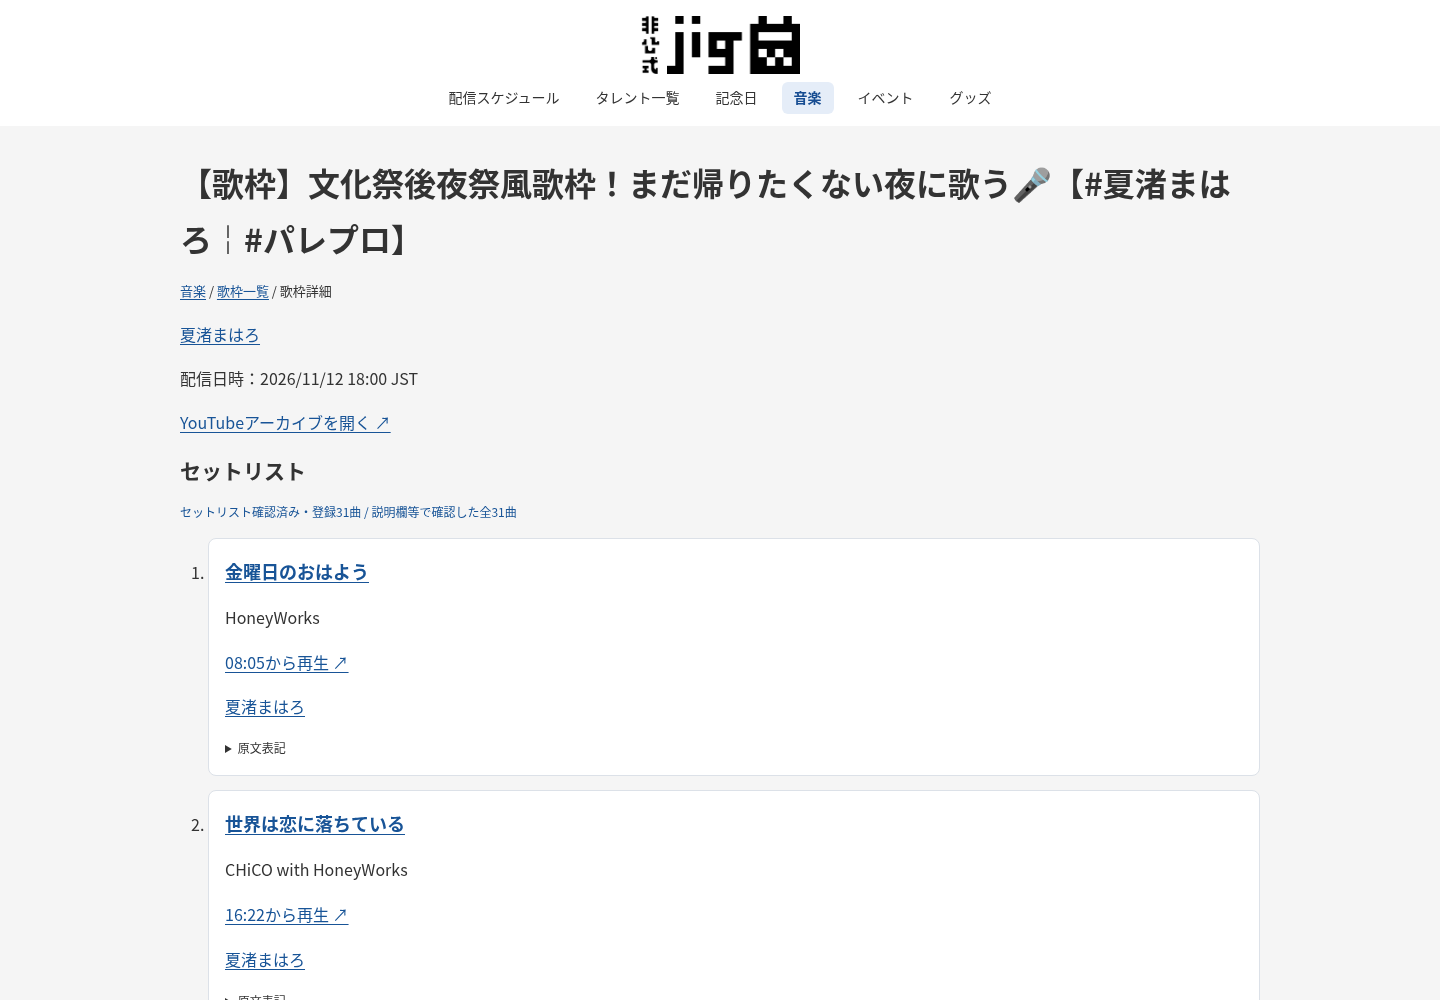 非公式 jig
配信スケジュール タレント一覧 記念日 音楽 イベント グッズ
【歌枠】文化祭後夜祭風歌枠！まだ帰りたくない夜に歌う🎤【#夏渚まは
ろ￤#パレプロ】
音楽 / 歌枠一覧 / 歌枠詳細
夏渚まはろ
配信日時：2026/11/12 18:00 JST
YouTubeアーカイブを開く ↗
セットリスト
セットリスト確認済み・登録31曲 / 説明欄等で確認した全31曲
1. 金曜日のおはよう
HoneyWorks
08:05から再生 ↗
夏渚まはろ
▶ 原文表記
2. 世界は恋に落ちている
CHiCO with HoneyWorks
16:22から再生 ↗
夏渚まはろ
▶ 原文表記